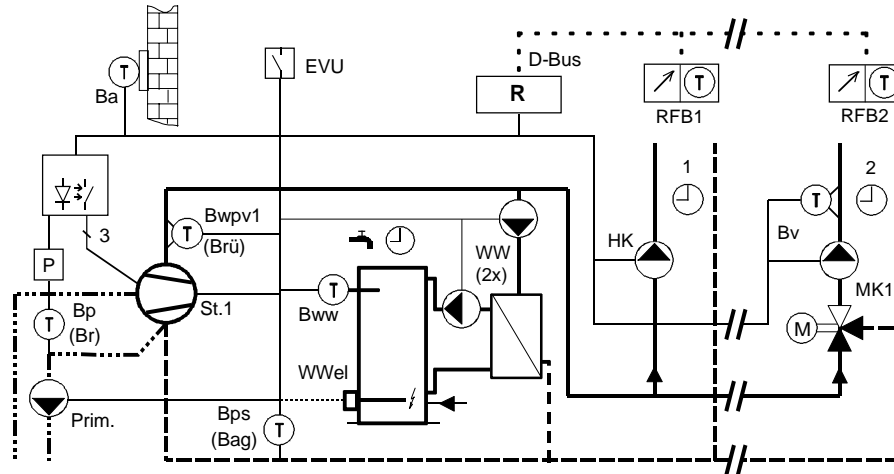 EVU
D-Bus
T
Ba
R
T
T
RFB1
RFB2
1
2
3
T
Bwpv1
(Brü)
T
WW
(2x)
HK
Bv
P
T
Bp
(Br)
St.1
T
Bww
MK1
M
WWel
Prim.
Bps
(Bag)
T